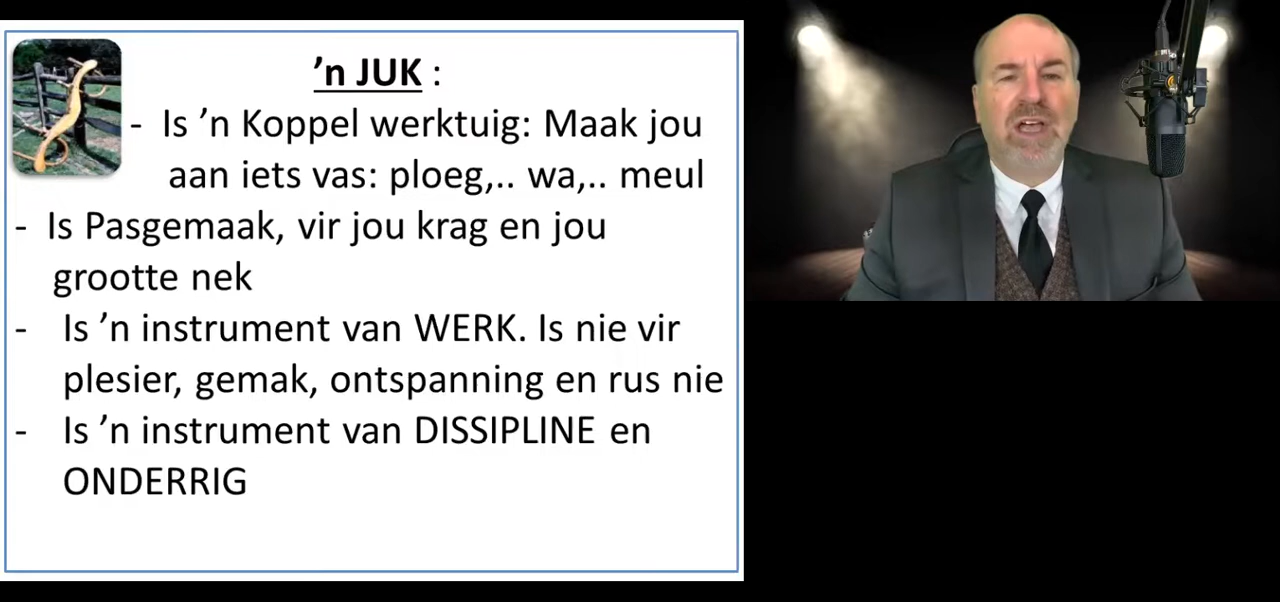 ’n JUK :
- Is ’n Koppel werktuig: Maak jou
aan iets vas: ploeg,.. wa,.. meul
- Is Pasgemaak, vir jou krag en jou
grootte nek
- Is ’n instrument van WERK. Is nie vir
plesier, gemak, ontspanning en rus nie
- Is ’n instrument van DISSIPLINE en
ONDERRIG